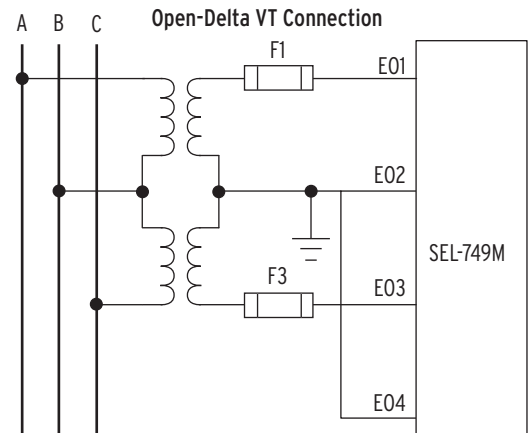 Open-Delta VT Connection
A B C
F1
E01
E02
SEL-749M
F3
E03
E04